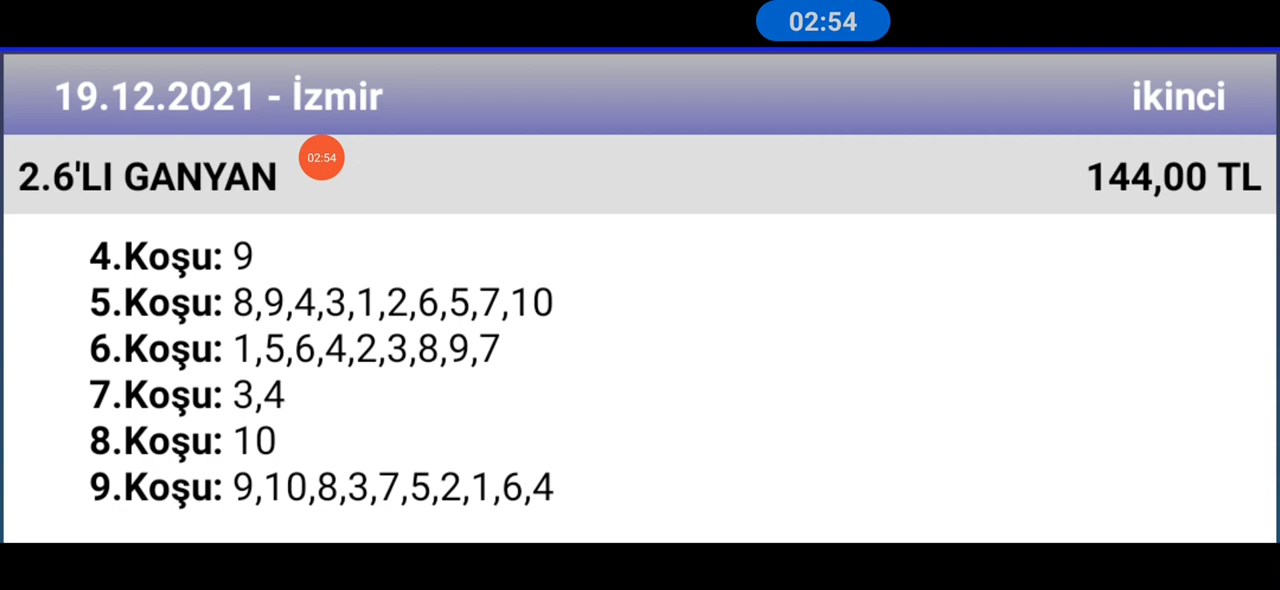 02:54
19.12.2021 - İzmir ikinci
2.6'LI GANYAN 02:54 144,00 TL
4.Koşu: 9
5.Koşu: 8,9,4,3,1,2,6,5,7,10
6.Koşu: 1,5,6,4,2,3,8,9,7
7.Koşu: 3,4
8.Koşu: 10
9.Koşu: 9,10,8,3,7,5,2,1,6,4